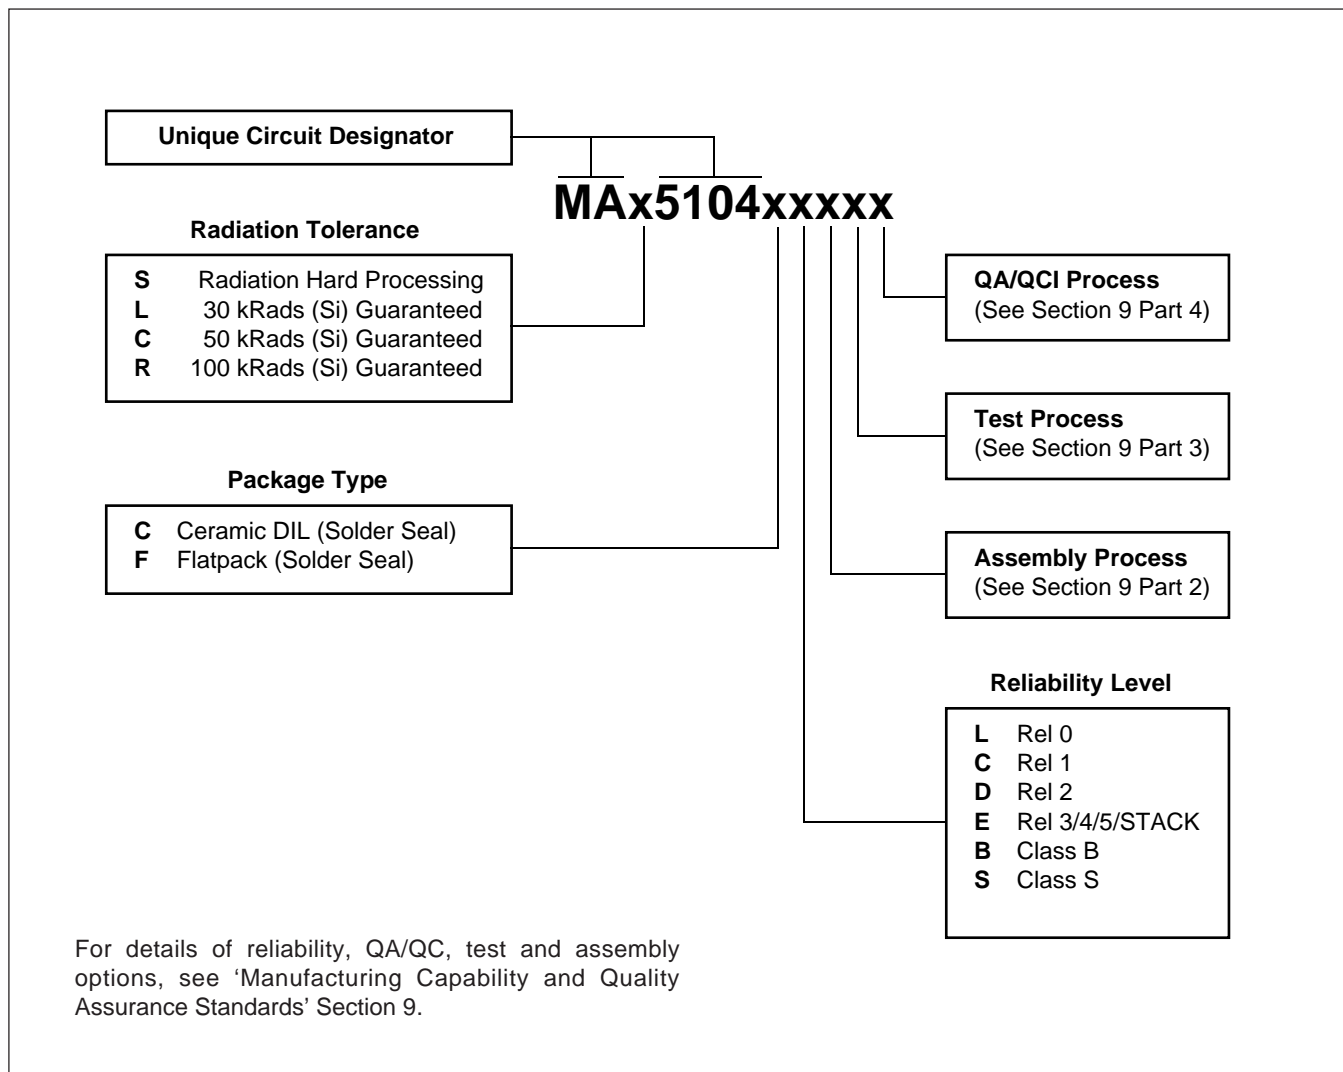 Unique Circuit Designator
MAx5104xxxxx
Radiation Tolerance
S Radiation Hard Processing
L 30 kRads (Si) Guaranteed
C 50 kRads (Si) Guaranteed
R 100 kRads (Si) Guaranteed
Package Type
C Ceramic DIL (Solder Seal)
F Flatpack (Solder Seal)
QA/QCI Process
(See Section 9 Part 4)
Test Process
(See Section 9 Part 3)
Assembly Process
(See Section 9 Part 2)
Reliability Level
L Rel 0
C Rel 1
D Rel 2
E Rel 3/4/5/STACK
B Class B
S Class S
For details of reliability, QA/QC, test and assembly
options, see ‘Manufacturing Capability and Quality
Assurance Standards’ Section 9.